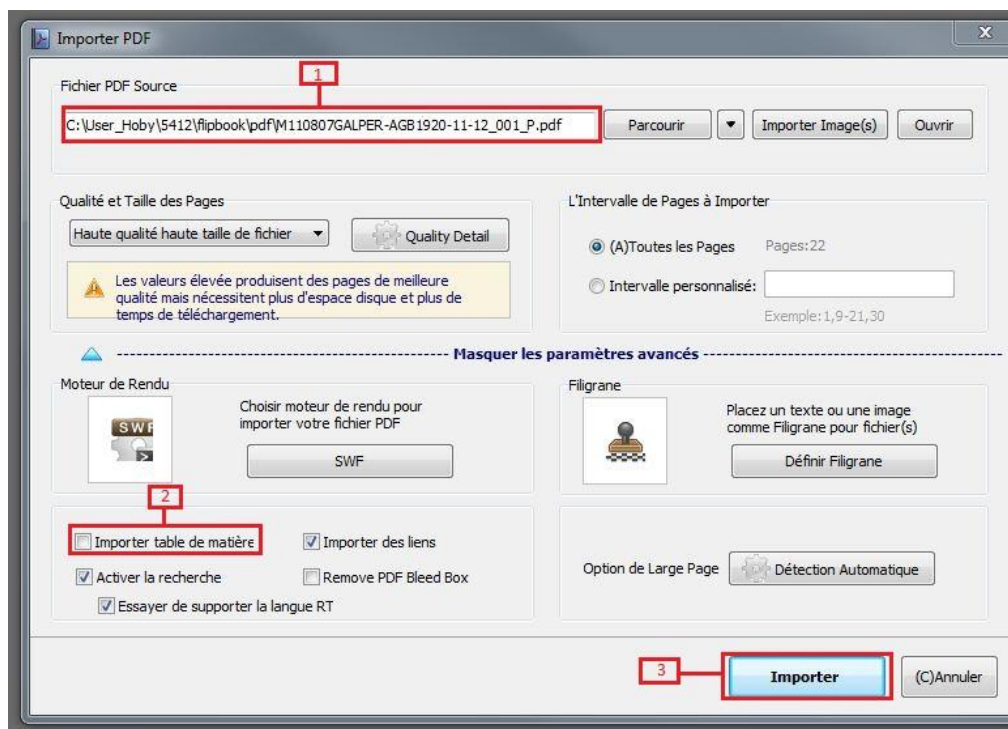 Importer PDF
x
Fichier PDF Source
1
C:\User_Hoby\5412\flipbook\pdf\M110807GALPER-AGB1920-11-12_001_P.pdf
Parcourir
Importer Image(s)
Ouvrir
Qualité et Taille des Pages
Haute qualité haute taille de fichier
Quality Detail
Les valeurs élevée produisent des pages de meilleure
qualité mais nécessitent plus d'espace disque et plus de
temps de téléchargement.
L'Intervalle de Pages à Importer
(A)Toutes les Pages
Pages:22
Intervalle personnalisé:
Exemple:1,9-21,30
Masquer les paramètres avancés
Moteur de Rendu
SWF
Choisir moteur de rendu pour
importer votre fichier PDF
SWF
Filigrane
Placez un texte ou une image
comme Filigrane pour fichier(s)
Définir Filigrane
2
Importer table de matière
Importer des liens
Activer la recherche
Remove PDF Bleed Box
Essayer de supporter la langue RT
Option de Large Page
Détection Automatique
3
Importer
(C)Annuler